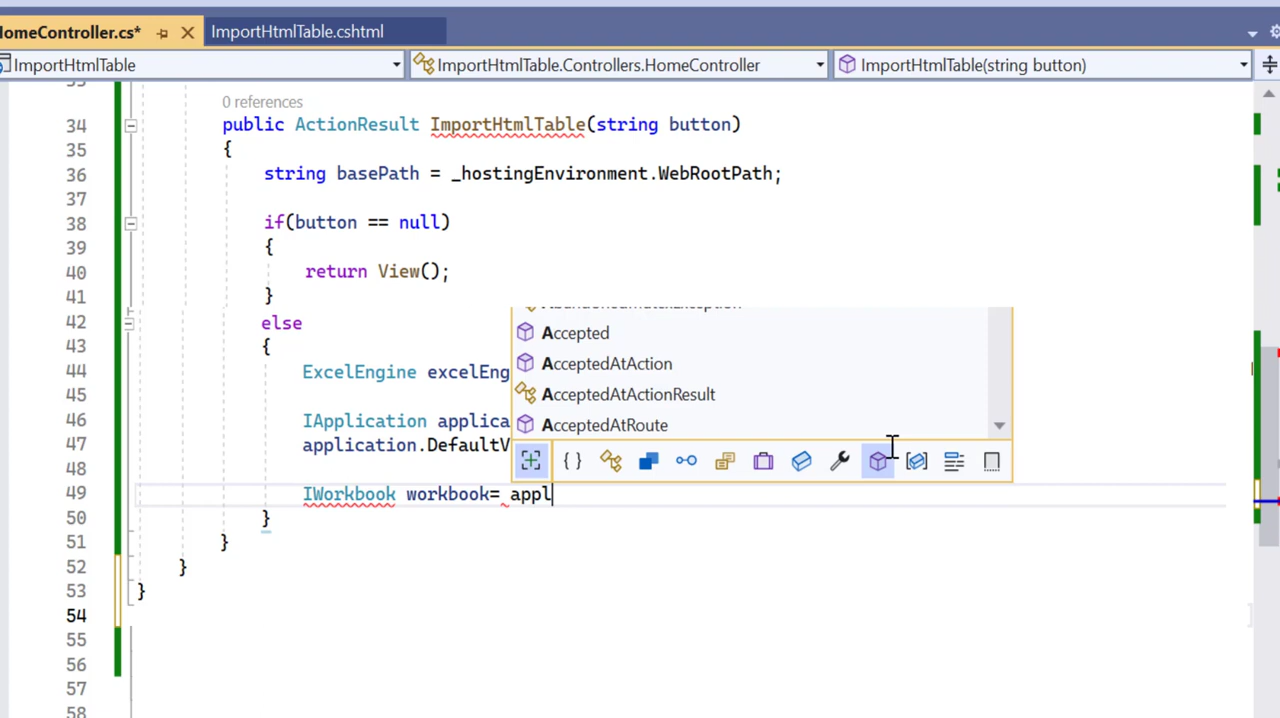 HomeController.cs* ImportHtmlTable.cshtml
ImportHtmlTable ImportHtmlTable.Controllers.HomeController ImportHtmlTable(string button)
0 references
34 public ActionResult ImportHtmlTable(string button)
35 {
36 string basePath = _hostingEnvironment.WebRootPath;
37
38 if(button == null)
39 {
40 return View();
41 }
42 else
43 {
44 ExcelEngine excelEng
45
46 IApplication applica
47 application.DefaultV
48
49 IWorkbook workbook= appl
50 }
51 }
52 }
53 }
54
55
56
57
58
Accepted
AcceptedAtAction
AcceptedAtActionResult
AcceptedAtRoute